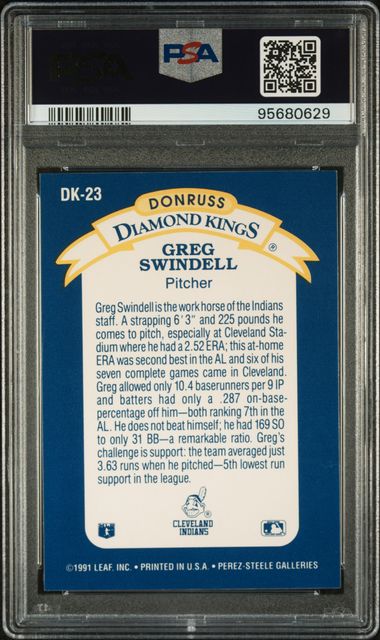 PSA
95680629
DK-23
DONRUSS
DIAMOND KINGS®
GREG
SWINDELL
Pitcher
Greg Swindell is the work horse of the Indians
staff. A strapping 6'3" and 225 pounds he
comes to pitch, especially at Cleveland Sta-
dium where he had a 2.52 ERA; this at-home
ERA was second best in the AL and six of his
seven complete games came in Cleveland.
Greg allowed only 10.4 baserunners per 9 IP
and batters had only a .287 on-base-
percentage off him—both ranking 7th in the
AL. He does not beat himself; he had 169 SO
to only 31 BB—a remarkable ratio. Greg's
challenge is support: the team averaged just
3.63 runs when he pitched—5th lowest run
support in the league.
CLEVELAND
INDIANS
©1991 LEAF, INC. • PRINTED IN U.S.A. • PEREZ-STEELE GALLERIES